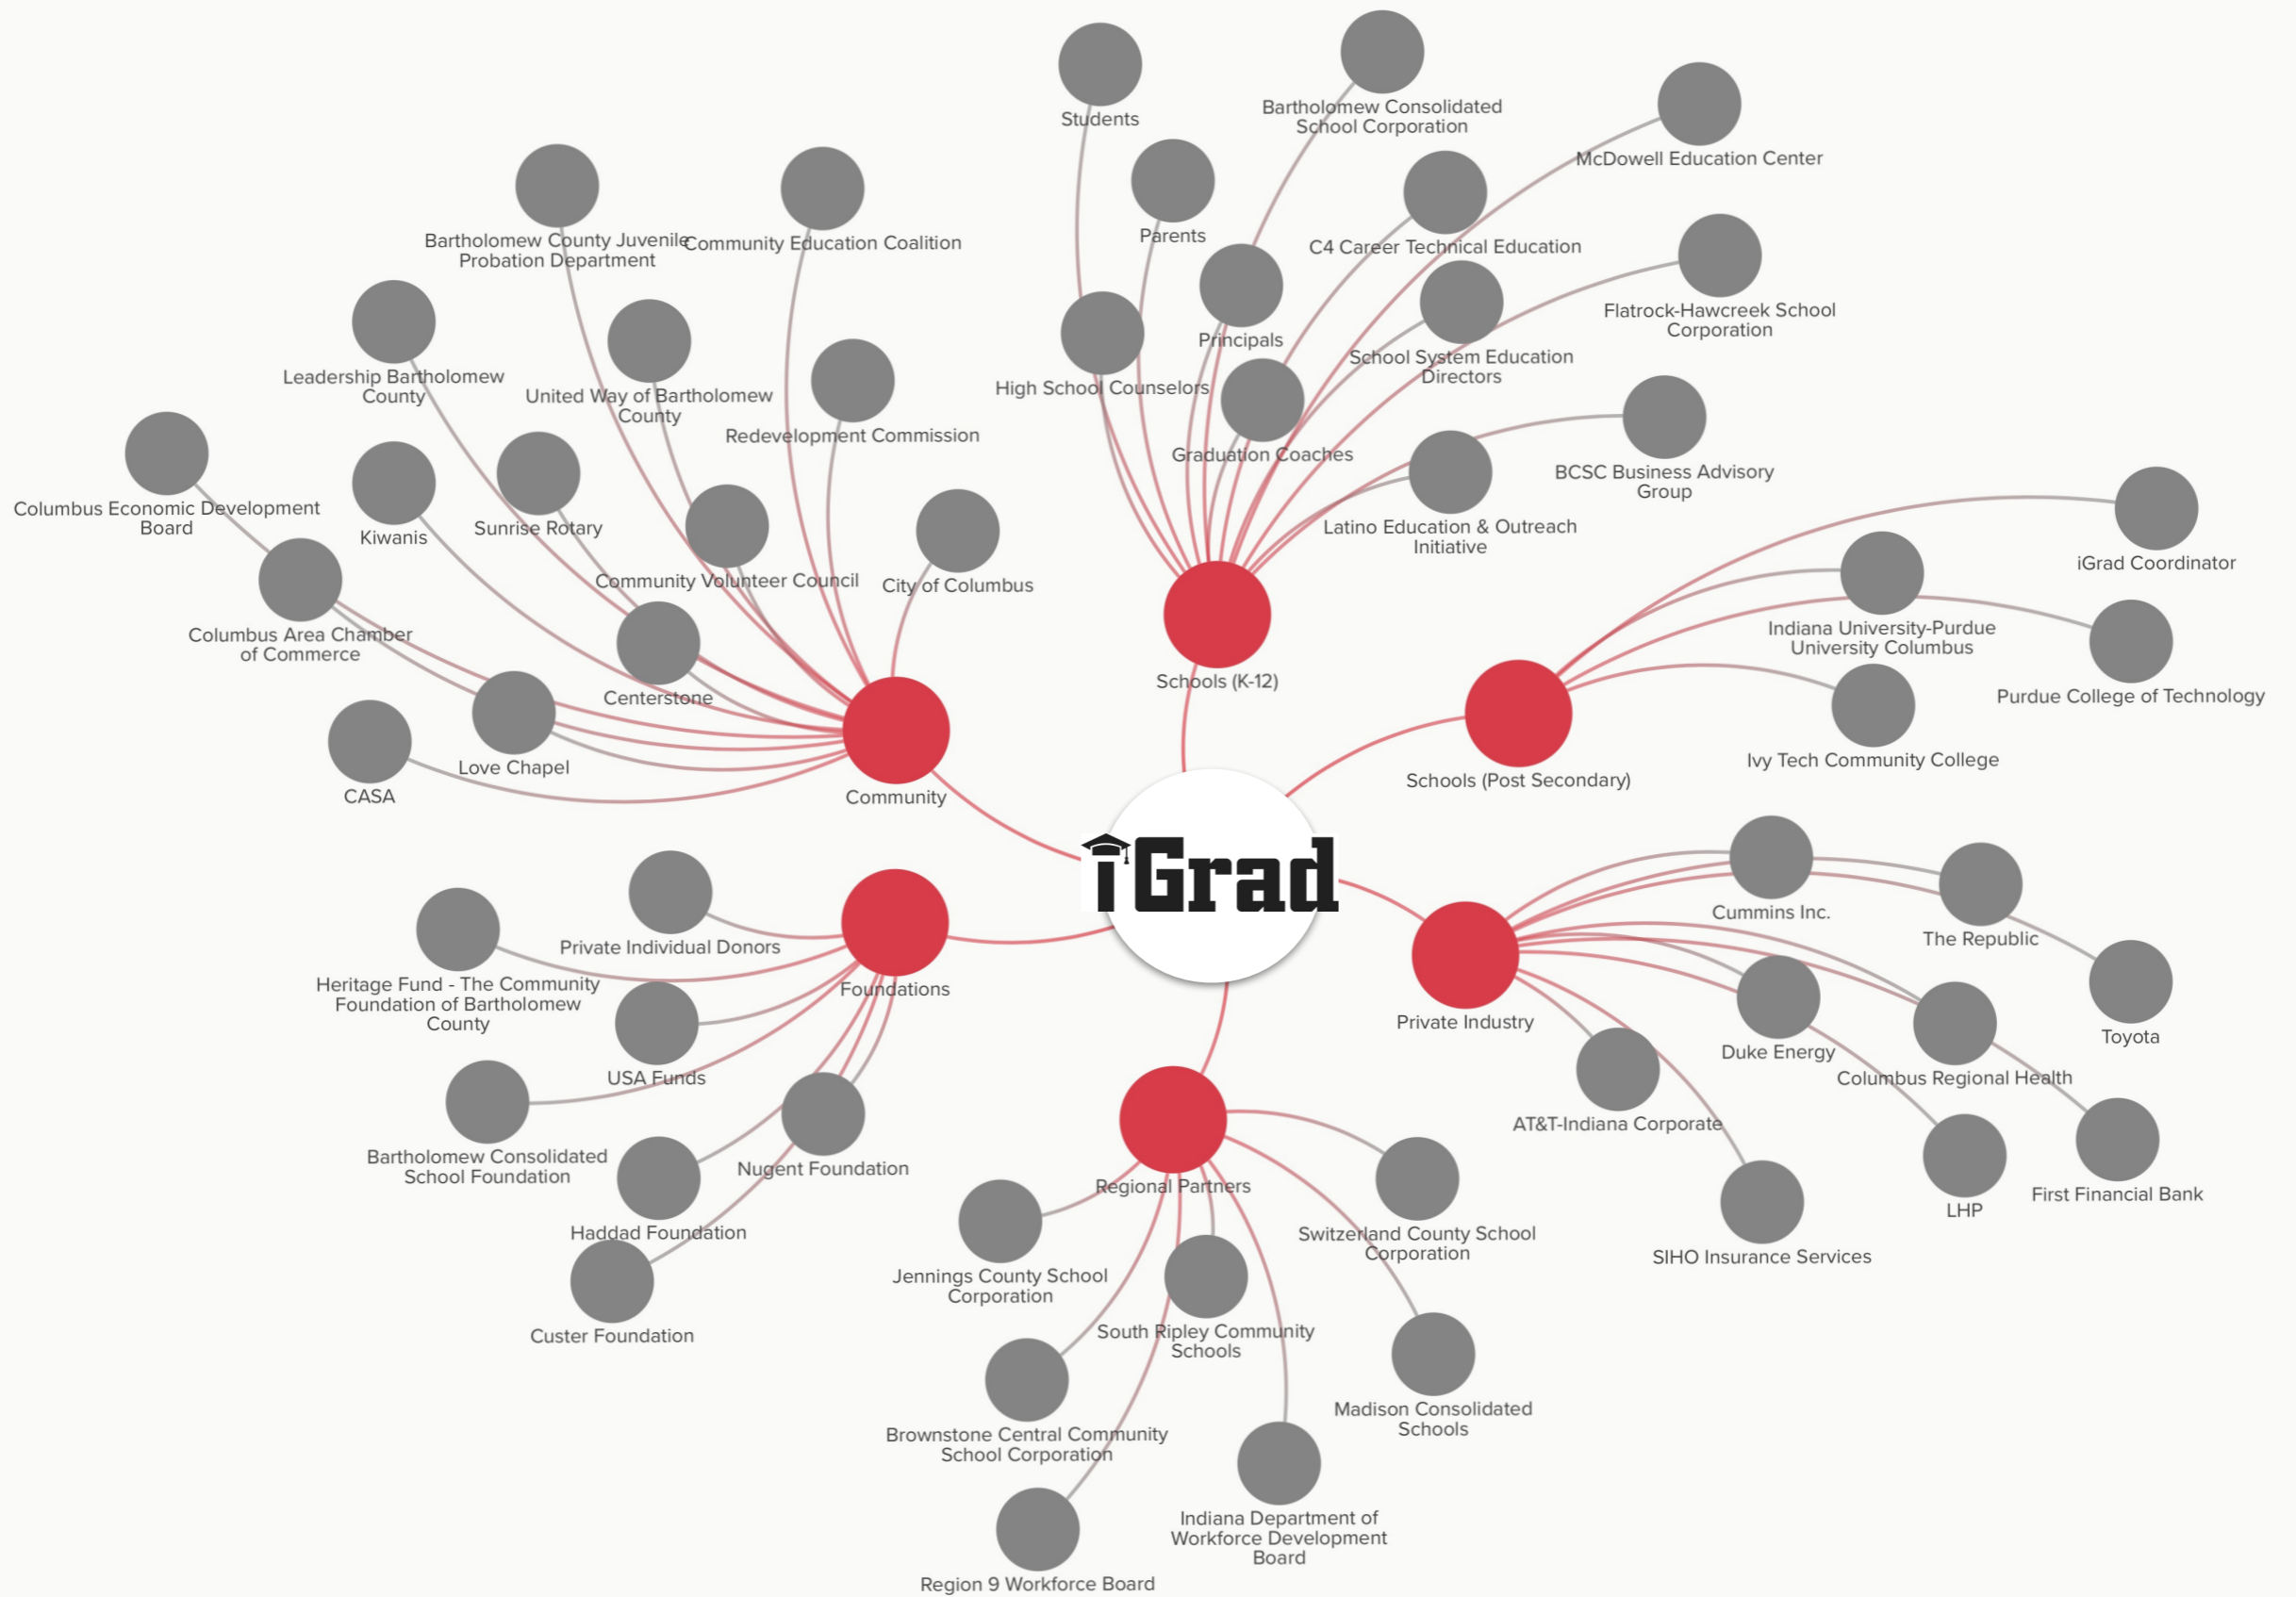 Students
Bartholomew Consolidated
School Corporation
McDowell Education Center
Parents
C4 Career Technical Education
Principals
Flatrock-Hawcreek School
Corporation
High School Counselors
School System Education
Directors
Graduation Coaches
BCSC Business Advisory
Group
Latino Education & Outreach
Initiative
Schools (K-12)
Bartholomew County Juvenile
Probation Department
Community Education Coalition
Leadership Bartholomew
County
United Way of Bartholomew
County
Redevelopment Commission
Columbus Economic Development
Board
Kiwanis
Sunrise Rotary
Community Volunteer Council
City of Columbus
Columbus Area Chamber
of Commerce
Centerstone
Love Chapel
CASA
Community
iGrad Coordinator
Indiana University-Purdue
University Columbus
Purdue College of Technology
Ivy Tech Community College
Schools (Post Secondary)
iGrad
Private Individual Donors
Heritage Fund - The Community
Foundation of Bartholomew
County
Foundations
USA Funds
Bartholomew Consolidated
School Foundation
Nugent Foundation
Haddad Foundation
Custer Foundation
Cummins Inc.
The Republic
Private Industry
Toyota
Duke Energy
Columbus Regional Health
AT&T-Indiana Corporate
First Financial Bank
LHP
SIHO Insurance Services
Regional Partners
Switzerland County School
Corporation
Jennings County School
Corporation
South Ripley Community
Schools
Madison Consolidated
Schools
Brownstone Central Community
School Corporation
Indiana Department of
Workforce Development
Board
Region 9 Workforce Board